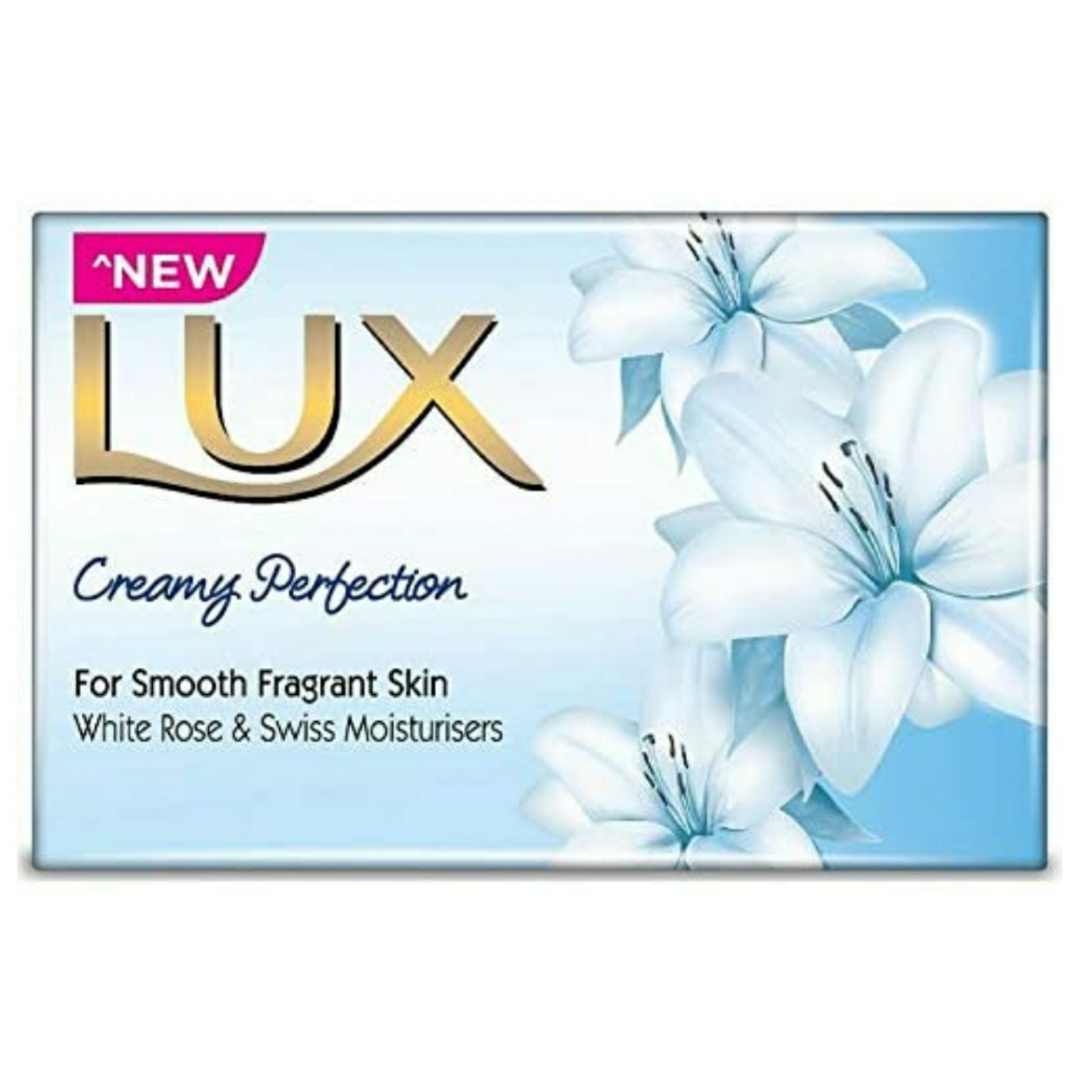 ^NEW
LUX
Creamy Perfection
For Smooth Fragrant Skin
White Rose & Swiss Moisturisers